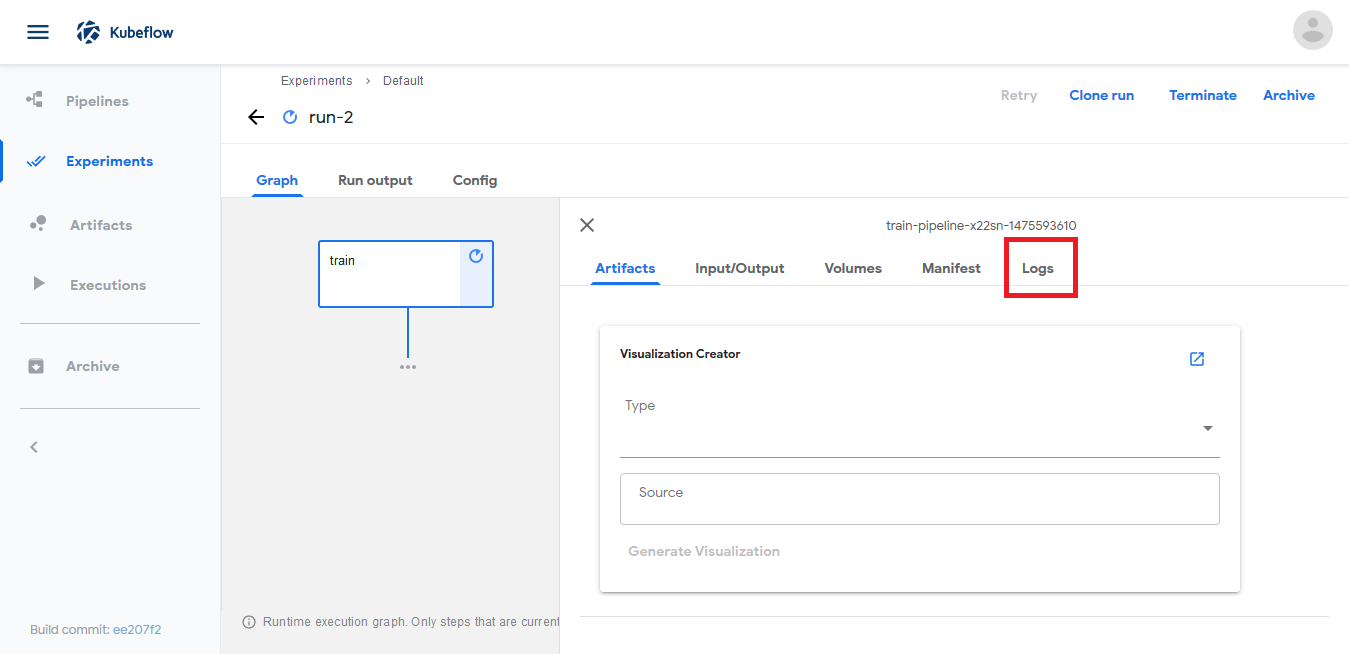 Kubeflow
Experiments › Default
Retry Clone run Terminate Archive
run-2
Pipelines
Experiments
Artifacts
Executions
Archive
Build commit: ee207f2
Graph Run output Config
train
Runtime execution graph. Only steps that are current
train-pipeline-x22sn-1475593610
Artifacts Input/Output Volumes Manifest Logs
Visualization Creator
Type
Source
Generate Visualization